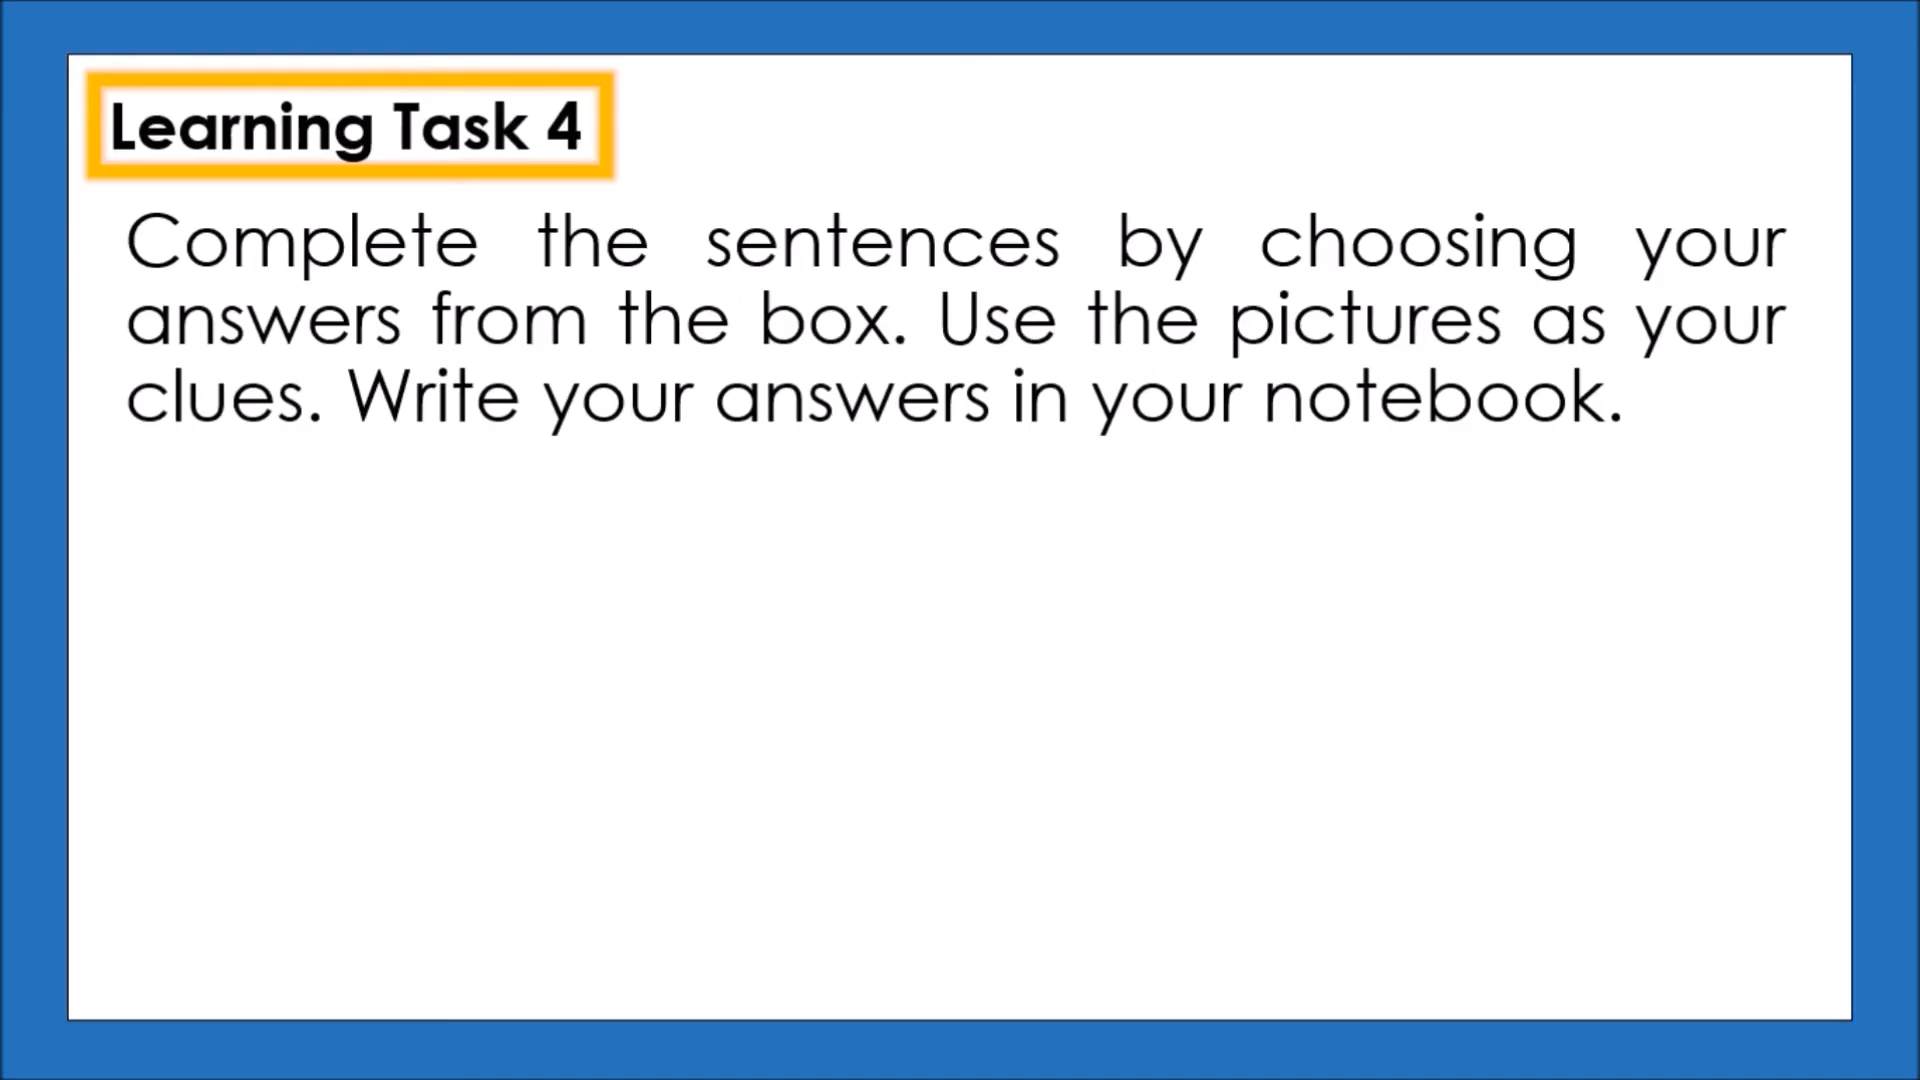 Learning Task 4
Complete the sentences by choosing your
answers from the box. Use the pictures as your
clues. Write your answers in your notebook.